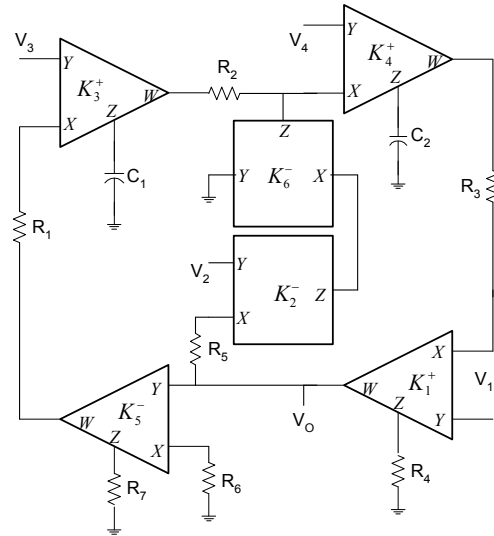 V3 Y K3+ W X Z C1
R2
V4 Y K4+ W X Z C2
R3
Z Y K6− X
R1
V2 Y K2− Z X
R5
Y K5− W Z X
R7 R6
X K1+ W Z Y
V1
VO
R4